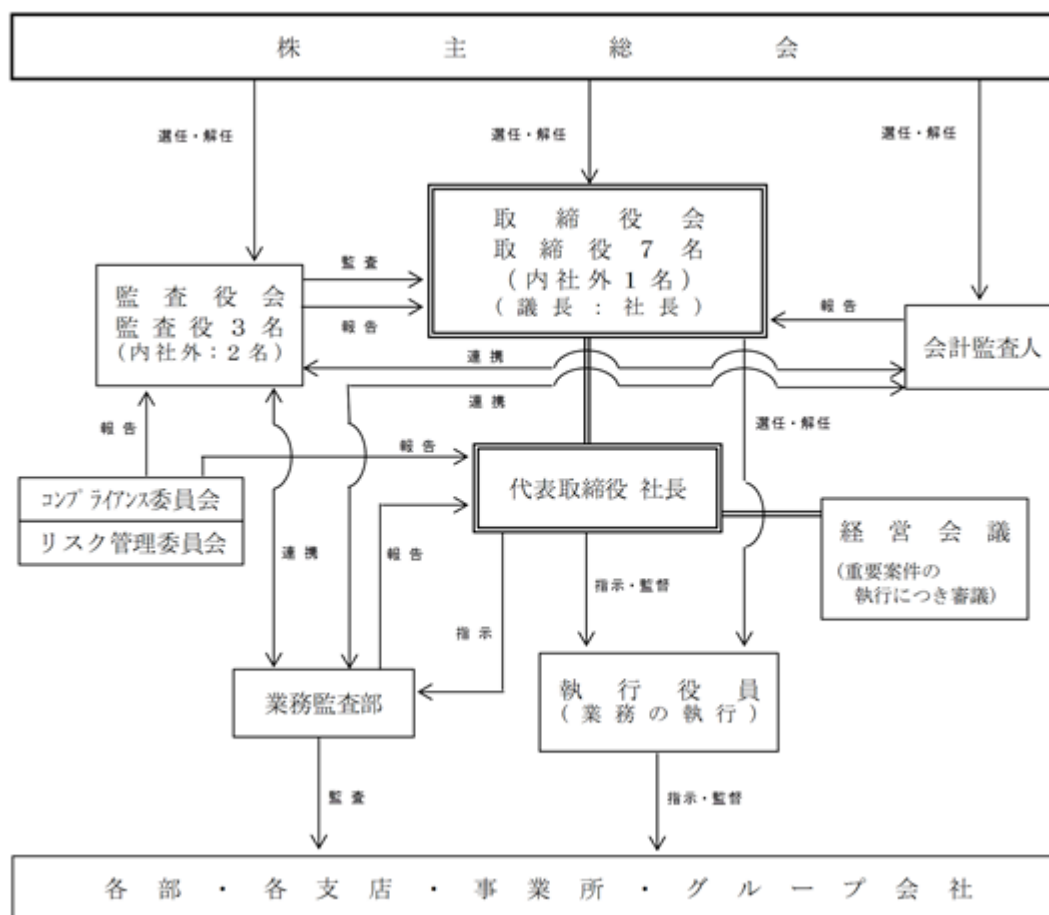 株主総会
選任・解任
選任・解任
選任・解任
取締役会
取締役7名
(内社外1名)
(議長:社長)
監査
報告
監査役会
監査役3名
(内社外:2名)
報告
会計監査人
連携
連携
報告
報告
選任・解任
コンプライアンス委員会
リスク管理委員会
代表取締役 社長
経営会議
(重要案件の
執行につき審議)
連携
報告
指示・監督
指示
業務監査部
執行役員
(業務の執行)
監査
指示・監督
各部・各支店・事業所・グループ会社